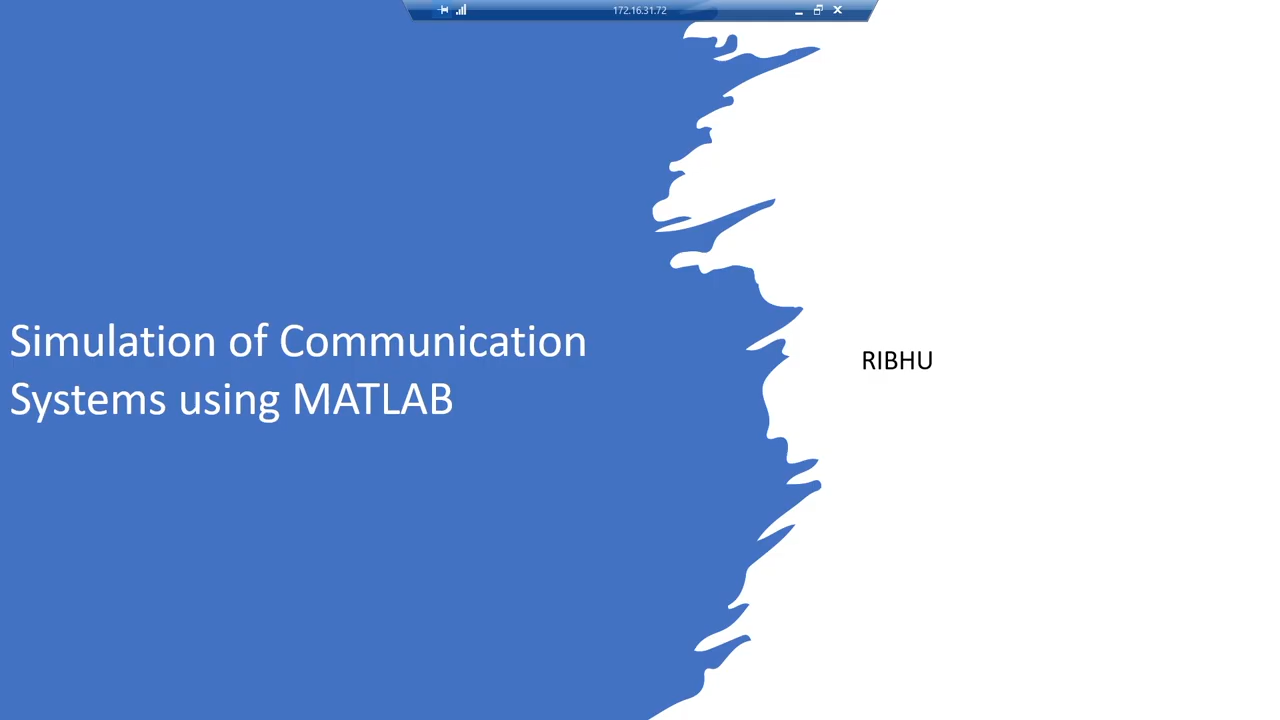 172.16.31.72
Simulation of Communication
Systems using MATLAB
RIBHU